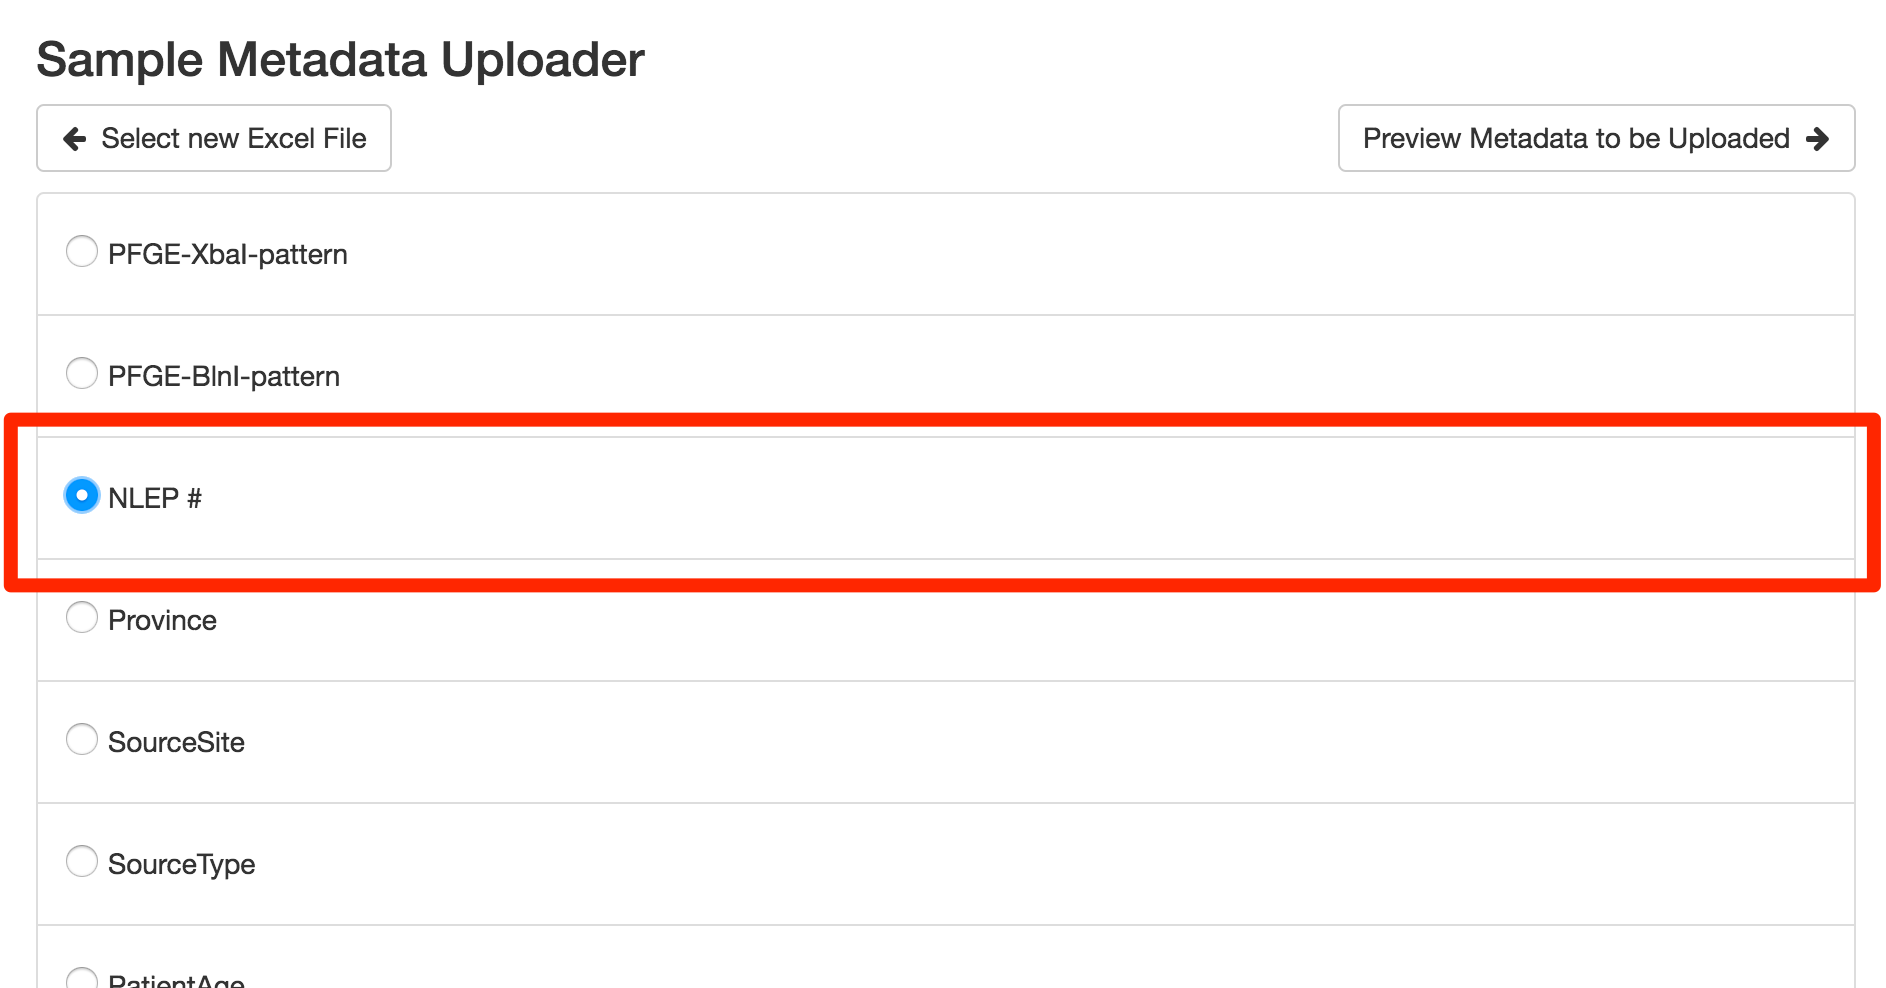 Sample Metadata Uploader
Select new Excel File
Preview Metadata to be Uploaded
PFGE-XbaI-pattern
PFGE-BlnI-pattern
NLEP #
Province
SourceSite
SourceType
PatientAge